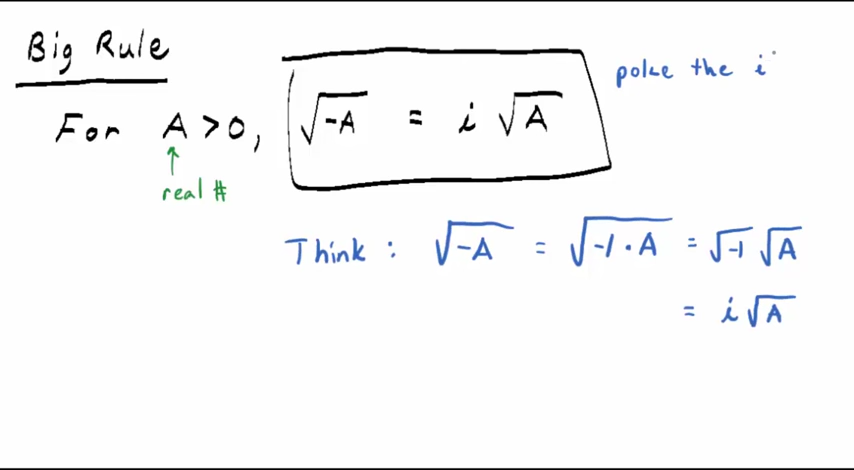 Big Rule
poke the i
For A > 0, √-A = i √A
↑
real #
Think : √-A = √-1 · A = √-1 √A
= i √A